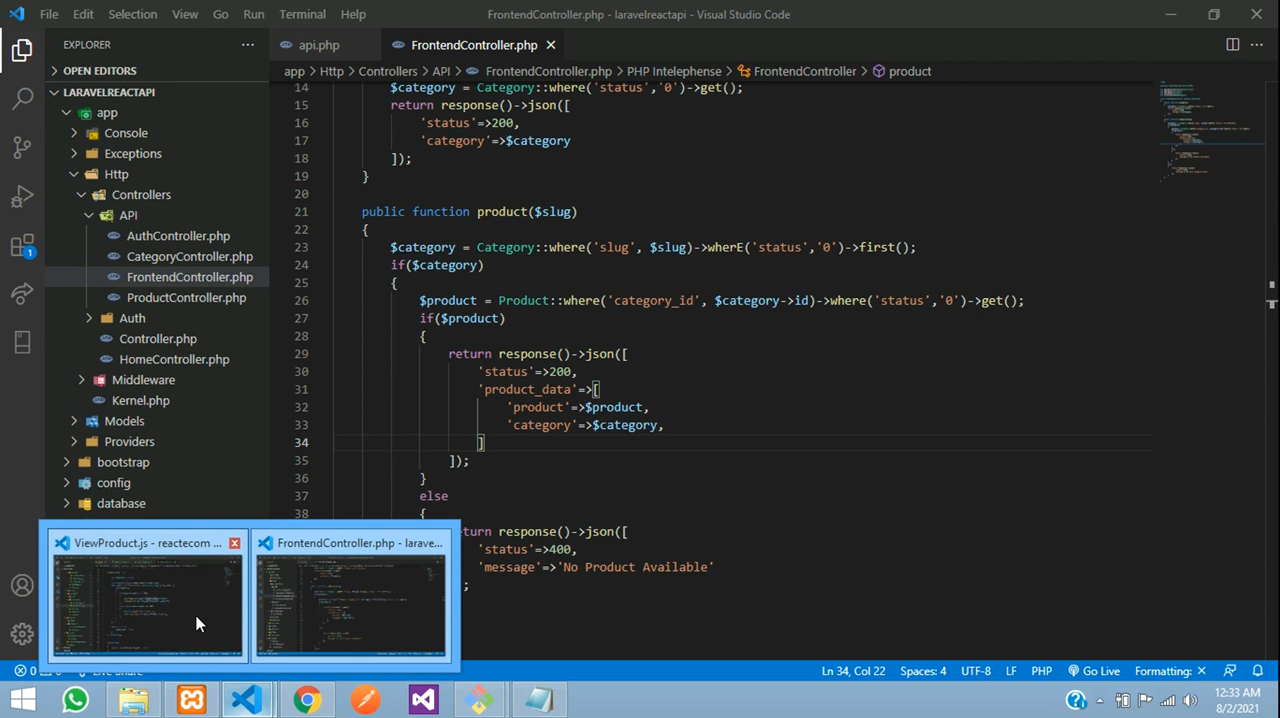 File Edit Selection View Go Run Terminal Help
FrontendController.php - laravelreactapi - Visual Studio Code
EXPLORER
api.php
FrontendController.php
OPEN EDITORS
LARAVELREACTAPI
app
Console
Exceptions
Http
Controllers
API
AuthController.php
CategoryController.php
FrontendController.php
ProductController.php
Auth
Controller.php
HomeController.php
Middleware
Kernel.php
Models
Providers
bootstrap
config
database
app > Http > Controllers > API > FrontendController.php > PHP Intelephense > FrontendController > product
14 $category = Category::where('status','0')->get();
15 return response()->json([
16 'status'=>200,
17 'category'=>$category
18 ]);
19 }
20
21 public function product($slug)
22 {
23 $category = Category::where('slug', $slug)->wherE('status','0')->first();
24 if($category)
25 {
26 $product = Product::where('category_id', $category->id)->where('status','0')->get();
27 if($product)
28 {
29 return response()->json([
30 'status'=>200,
31 'product_data'=>[
32 'product'=>$product,
33 'category'=>$category,
34 ]
35 ]);
36 }
37 else
38 {
return response()->json([
'status'=>400,
'message'=>'No Product Available'
;
ViewProduct.js - reactecom ...
FrontendController.php - larave...
1
0
Live Share
Ln 34, Col 22
Spaces: 4
UTF-8
LF
PHP
Go Live
Formatting: ×
12:33 AM
8/2/2021